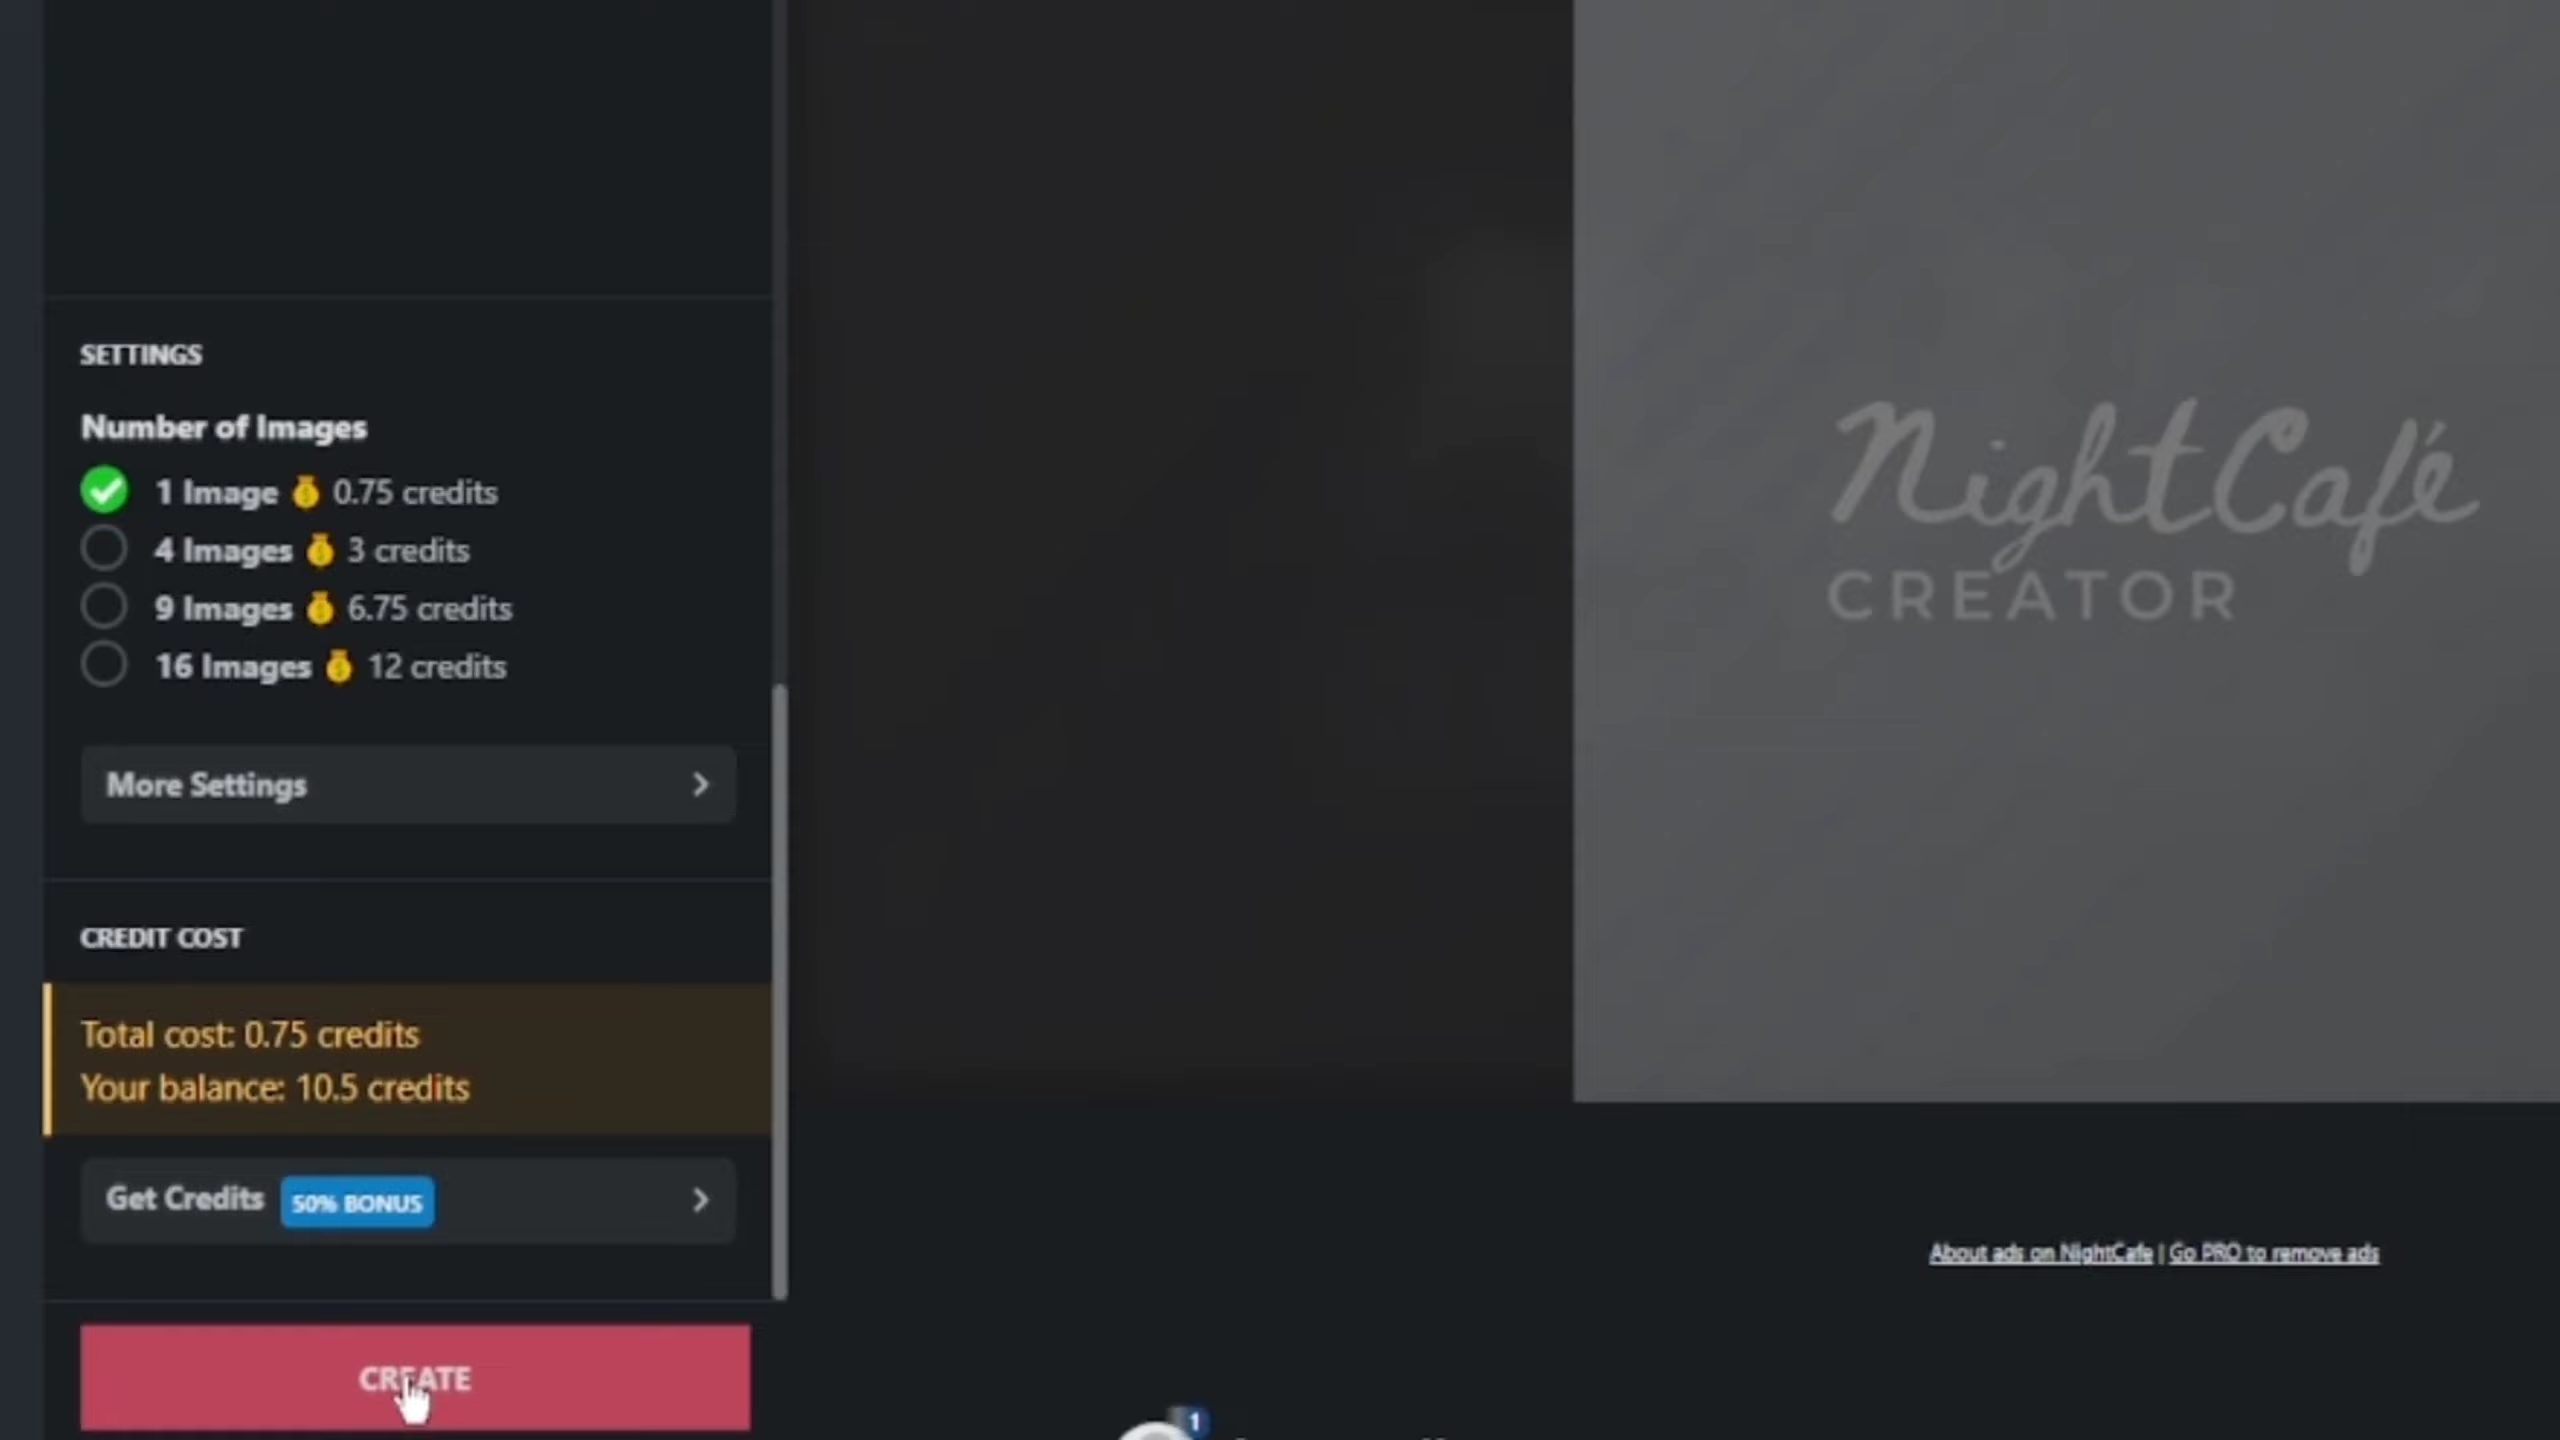 SETTINGS
Number of Images
1 Image 0.75 credits
4 Images 3 credits
9 Images 6.75 credits
16 Images 12 credits
More Settings
CREDIT COST
Total cost: 0.75 credits
Your balance: 10.5 credits
Get Credits 50% BONUS
CREATE
NightCafé
CREATOR
About ads on NightCafe | Go PRO to remove ads
1